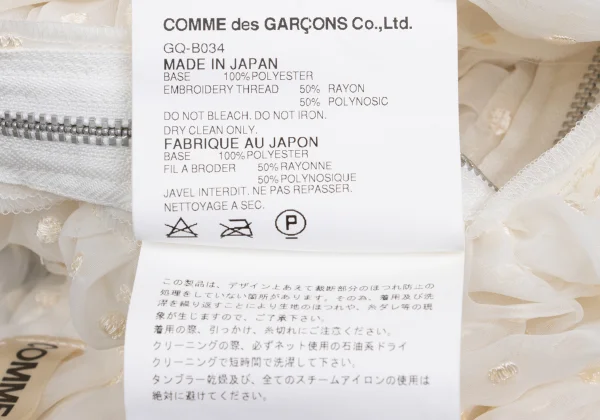 COMME des GARÇONS Co.,Ltd.
GQ-B034
MADE IN JAPAN
BASE 100%POLYESTER
EMBROIDERY THREAD 50% RAYON
50% POLYNOSIC
DO NOT BLEACH. DO NOT IRON.
DRY CLEAN ONLY.
FABRIQUE AU JAPON
BASE 100%POLYESTER
FIL A BRODER 50%RAYONNE
50%POLYNOSIQUE
JAVEL INTERDIT. NE PAS REPASSER.
NETTOYAGE A SEC.
P
この製品は、デザイン上あえて裁断部分のほつれ防止の
処理をしていない箇所があります。その為、着用及び洗
濯を繰り返すことにより生地のほつれや、糸ダレ等の現
象が生じますので、ご了承下さい。
着用の際、引っかけ、糸切れにご注意ください。
クリーニングの際、必ずネット使用の石油系ドライ
クリーニングで短時間で洗濯して下さい。
タンブラー乾燥及び、全てのスチームアイロンの使用は
絶対に避けてください。
COMME